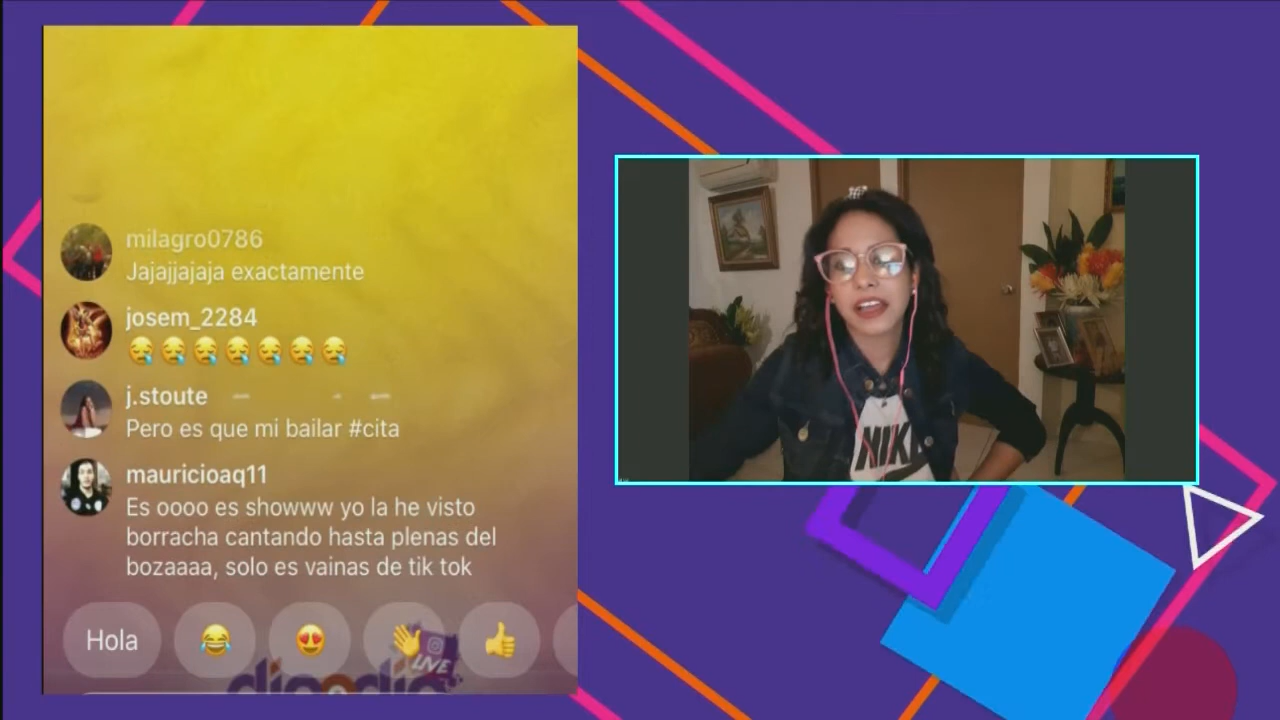 milagro0786
Jajajjajaja exactamente
josem_2284
j.stoute
Pero es que mi bailar #cita
mauricioaq11
Es oooo es showww yo la he visto
borracha cantando hasta plenas del
bozaaaa, solo es vainas de tik tok
Hola
LIVE
NIKE